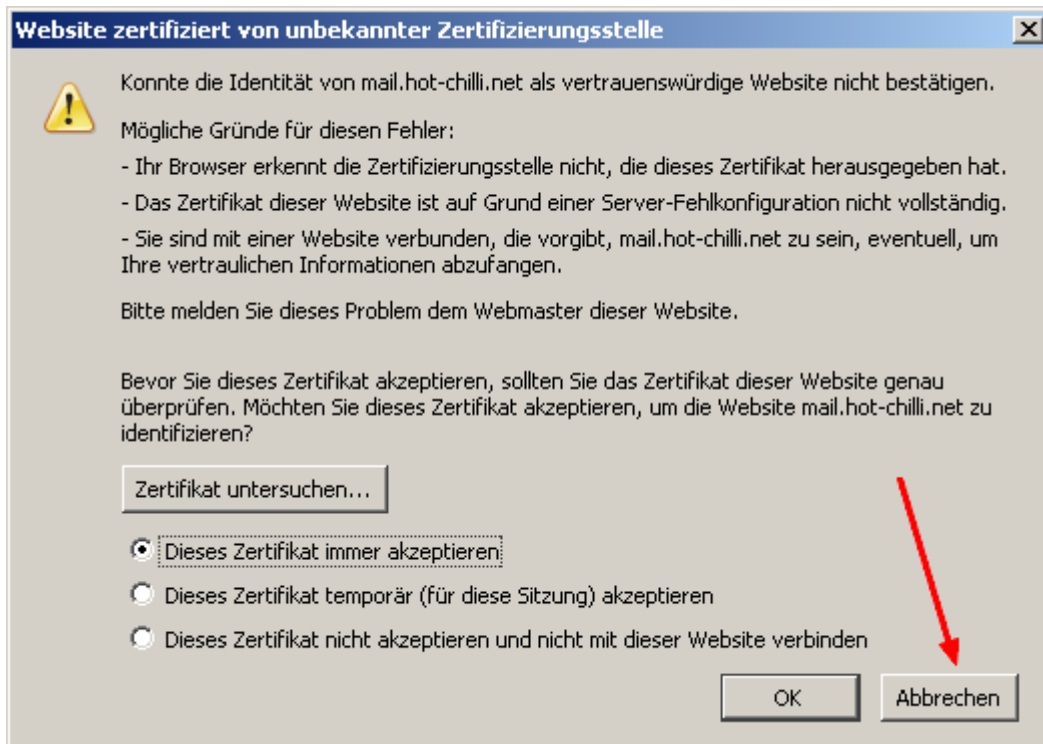 Website zertifiziert von unbekannter Zertifizierungsstelle
Konnte die Identität von mail.hot-chilli.net als vertrauenswürdige Website nicht bestätigen.
Mögliche Gründe für diesen Fehler:
- Ihr Browser erkennt die Zertifizierungsstelle nicht, die dieses Zertifikat herausgegeben hat.
- Das Zertifikat dieser Website ist auf Grund einer Server-Fehlkonfiguration nicht vollständig.
- Sie sind mit einer Website verbunden, die vorgibt, mail.hot-chilli.net zu sein, eventuell, um
Ihre vertraulichen Informationen abzufangen.
Bitte melden Sie dieses Problem dem Webmaster dieser Website.
Bevor Sie dieses Zertifikat akzeptieren, sollten Sie das Zertifikat dieser Website genau
überprüfen. Möchten Sie dieses Zertifikat akzeptieren, um die Website mail.hot-chilli.net zu
identifizieren?
Zertifikat untersuchen...
Dieses Zertifikat immer akzeptieren
Dieses Zertifikat temporär (für diese Sitzung) akzeptieren
Dieses Zertifikat nicht akzeptieren und nicht mit dieser Website verbinden
OK
Abbrechen